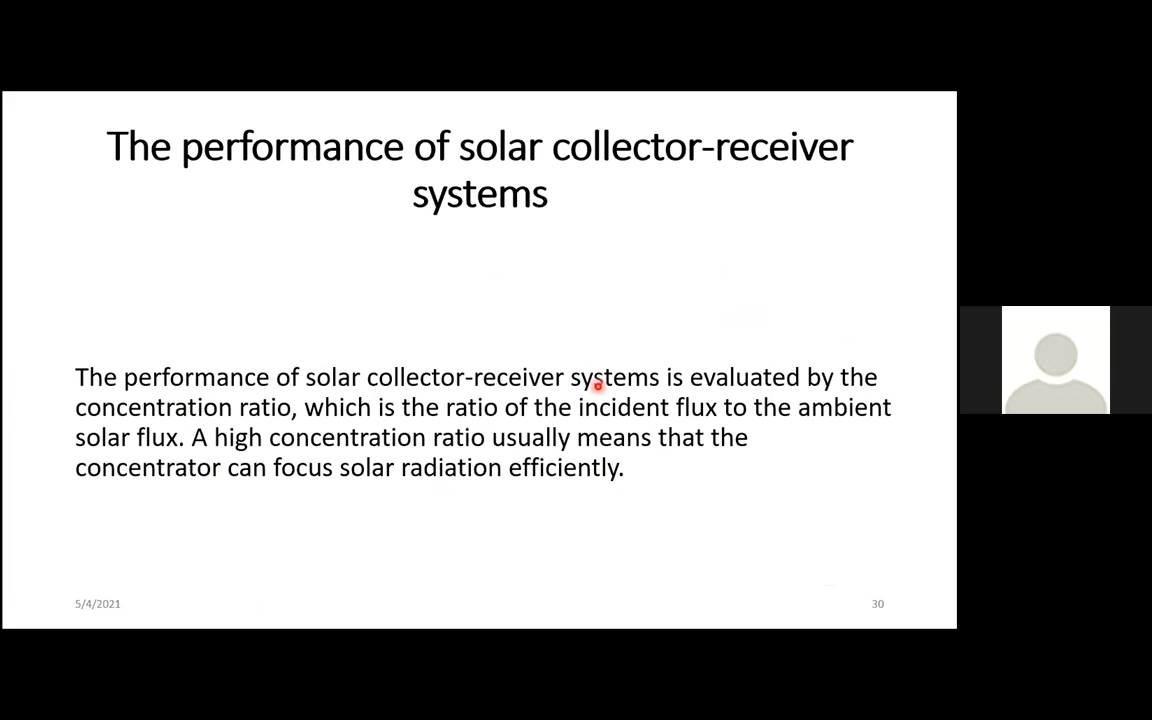 The performance of solar collector-receiver
systems
The performance of solar collector-receiver systems is evaluated by the
concentration ratio, which is the ratio of the incident flux to the ambient
solar flux. A high concentration ratio usually means that the
concentrator can focus solar radiation efficiently.
5/4/2021
30